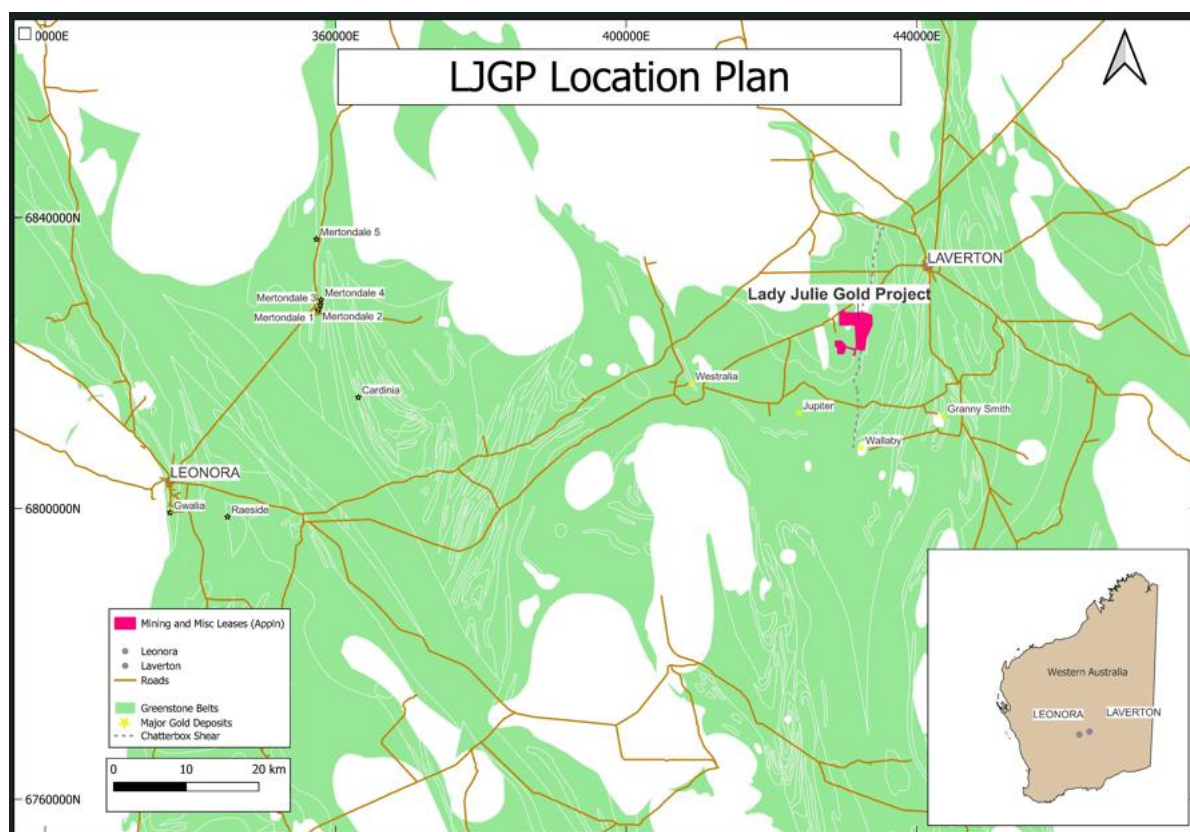 0000E 360000E 400000E 440000E
LJGP Location Plan
6840000N
Mertondale 5
LAVERTON
Mertondale 4
Mertondale 3
Lady Julie Gold Project
Mertondale 1
Mertondale 2
Westralia
Cardinia
Jupiter
Granny Smith
Wallaby
LEONORA
6800000N
Gwalia
Raeside
Mining and Misc Leases (Appln)
Leonora
Laverton
Roads
Greenstone Belts
Major Gold Deposits
Chatterbox Shear
0 10 20 km
6760000N
Western Australia
LEONORA
LAVERTON